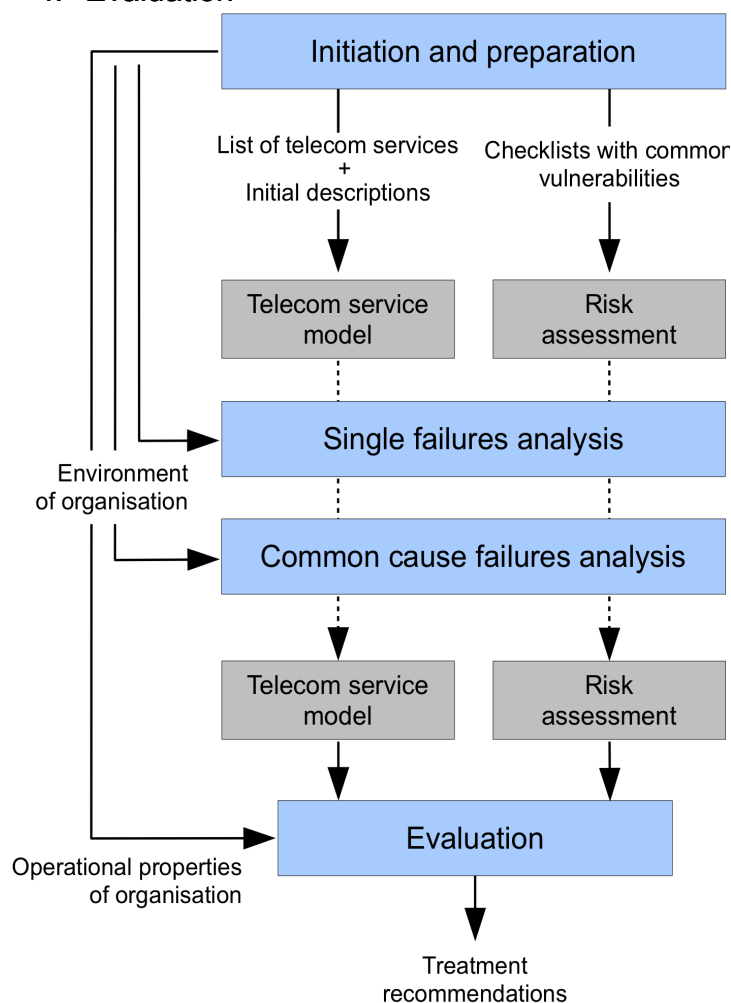 Evaluation
Initiation and preparation
List of telecom services
+
Initial descriptions
Checklists with common
vulnerabilities
Telecom service
model
Risk
assessment
Single failures analysis
Environment
of organisation
Common cause failures analysis
Telecom service
model
Risk
assessment
Evaluation
Operational properties
of organisation
Treatment
recommendations